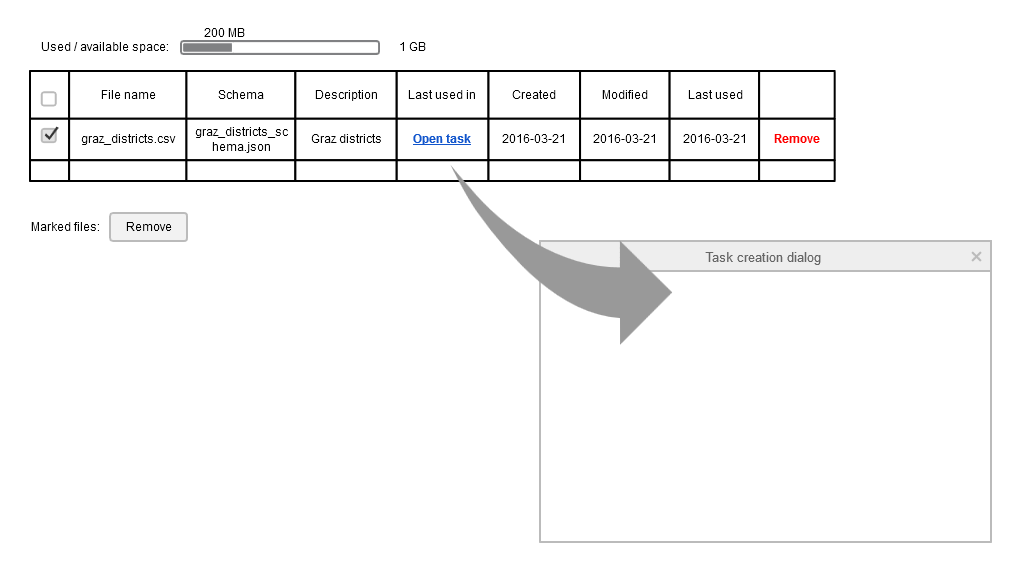 200 MB
Used / available space: 1 GB
File name Schema Description Last used in Created Modified Last used
graz_districts.csv graz_districts_sc Graz districts Open task 2016-03-21 2016-03-21 2016-03-21 Remove
hema.json
Marked files: Remove
Task creation dialog